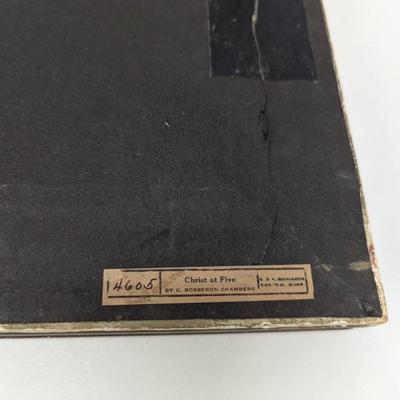 14605
Christ at Five
BY C. BOSSERON CHAMBERS